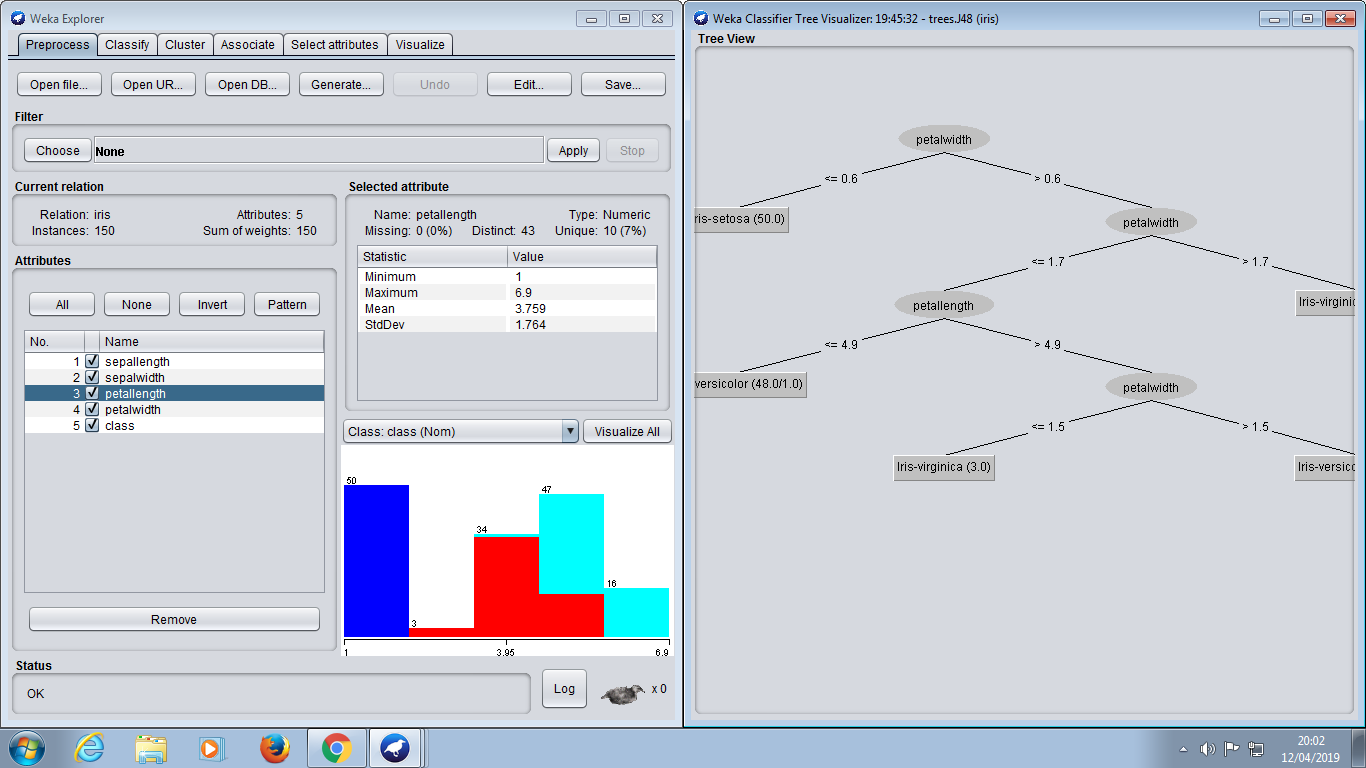 Weka Explorer
Preprocess Classify Cluster Associate Select attributes Visualize
Open file... Open UR... Open DB... Generate... Undo Edit... Save...
Filter
Choose None Apply Stop
Current relation
Relation: iris Attributes: 5
Instances: 150 Sum of weights: 150
Attributes
All None Invert Pattern
No. Name
1 sepallength
2 sepalwidth
3 petallength
4 petalwidth
5 class
Remove
Selected attribute
Name: petallength Type: Numeric
Missing: 0 (0%) Distinct: 43 Unique: 10 (7%)
Statistic Value
Minimum 1
Maximum 6.9
Mean 3.759
StdDev 1.764
Class: class (Nom) Visualize All
50
3
34
47
16
1 3.95 6.9
Status
OK
Log x 0
Weka Classifier Tree Visualizer: 19:45:32 - trees.J48 (iris)
Tree View
petalwidth
<= 0.6 > 0.6
ris-setosa (50.0) petalwidth
<= 1.7 > 1.7
petallength Iris-virginic
<= 4.9 > 4.9
versicolor (48.0/1.0) petalwidth
<= 1.5 > 1.5
Iris-virginica (3.0) Iris-versico
20:02
12/04/2019